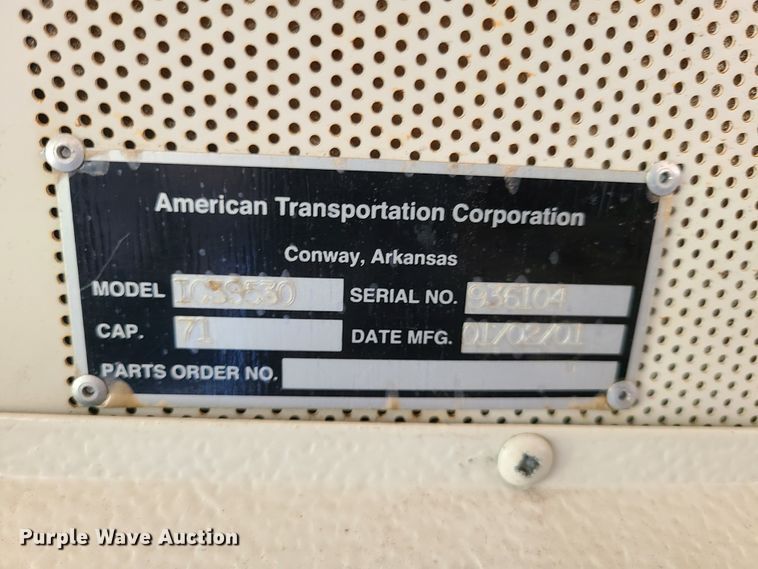 American Transportation Corporation
Conway, Arkansas
MODEL IC39530 SERIAL NO. 936104
CAP. 71 DATE MFG. 01/02/01
PARTS ORDER NO.
Purple Wave Auction